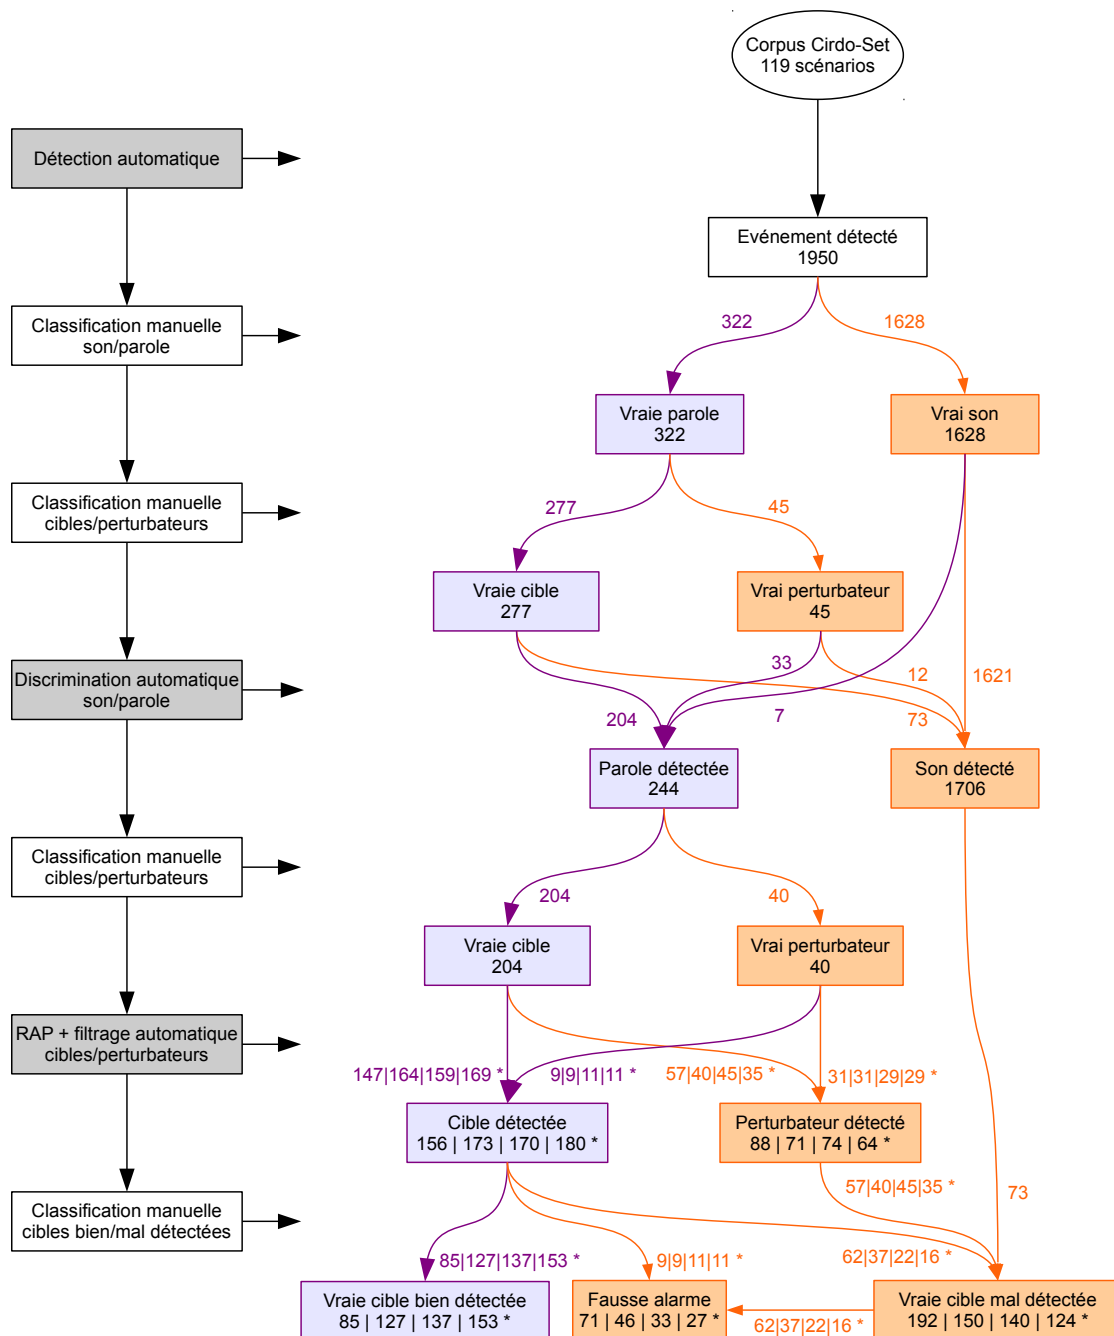 Corpus Cirdo-Set
119 scénarios
Détection automatique
Evénement détecté
1950
Classification manuelle
son/parole
322
1628
Vraie parole
322
Vrai son
1628
Classification manuelle
cibles/perturbateurs
277
45
Vraie cible
277
Vrai perturbateur
45
Discrimination automatique
son/parole
33
12
1621
204
7
73
Parole détectée
244
Son détecté
1706
Classification manuelle
cibles/perturbateurs
204
40
Vraie cible
204
Vrai perturbateur
40
RAP + filtrage automatique
cibles/perturbateurs
147|164|159|169 *
9|9|11|11 *
57|40|45|35 *
31|31|29|29 *
Cible détectée
156 | 173 | 170 | 180 *
Perturbateur détecté
88 | 71 | 74 | 64 *
Classification manuelle
cibles bien/mal détectées
57|40|45|35 *
73
85|127|137|153 *
9|9|11|11 *
62|37|22|16 *
Vraie cible bien détectée
85 | 127 | 137 | 153 *
Fausse alarme
71 | 46 | 33 | 27 *
62|37|22|16 *
Vraie cible mal détectée
192 | 150 | 140 | 124 *